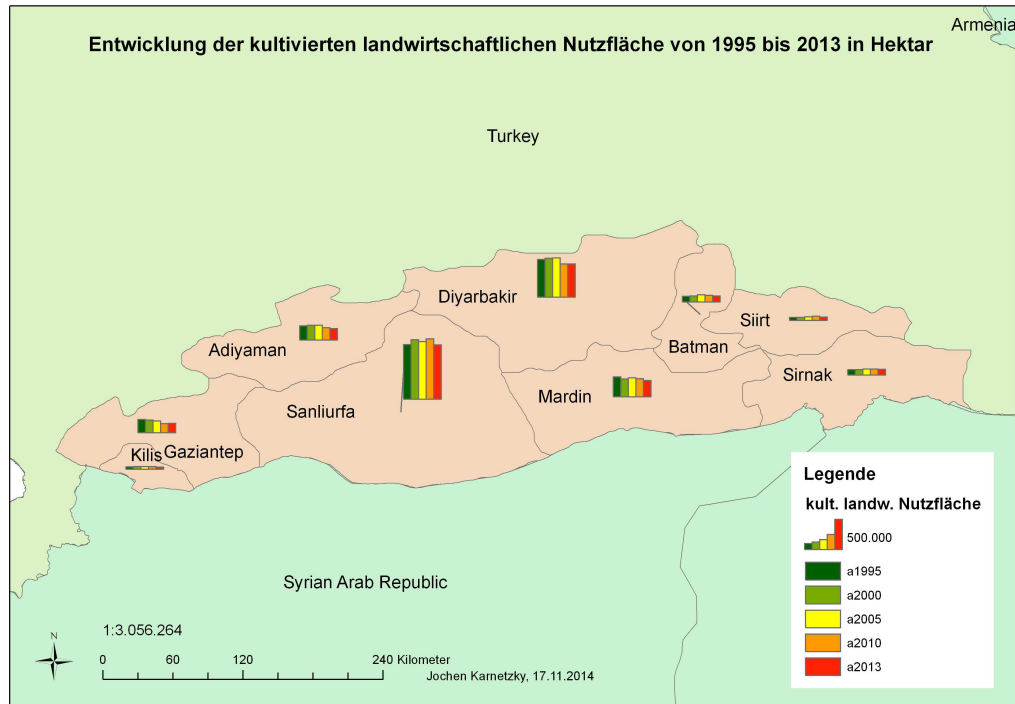 Armenia
Entwicklung der kultivierten landwirtschaftlichen Nutzfläche von 1995 bis 2013 in Hektar
Turkey
Diyarbakir
Siirt
Adiyaman
Batman
Sirnak
Mardin
Sanliurfa
Kilis
Gaziantep
Legende
kult. landw. Nutzfläche
500.000
a1995
a2000
a2005
a2010
a2013
Syrian Arab Republic
N
1:3.056.264
0 60 120 240 Kilometer
Jochen Karnetzky, 17.11.2014